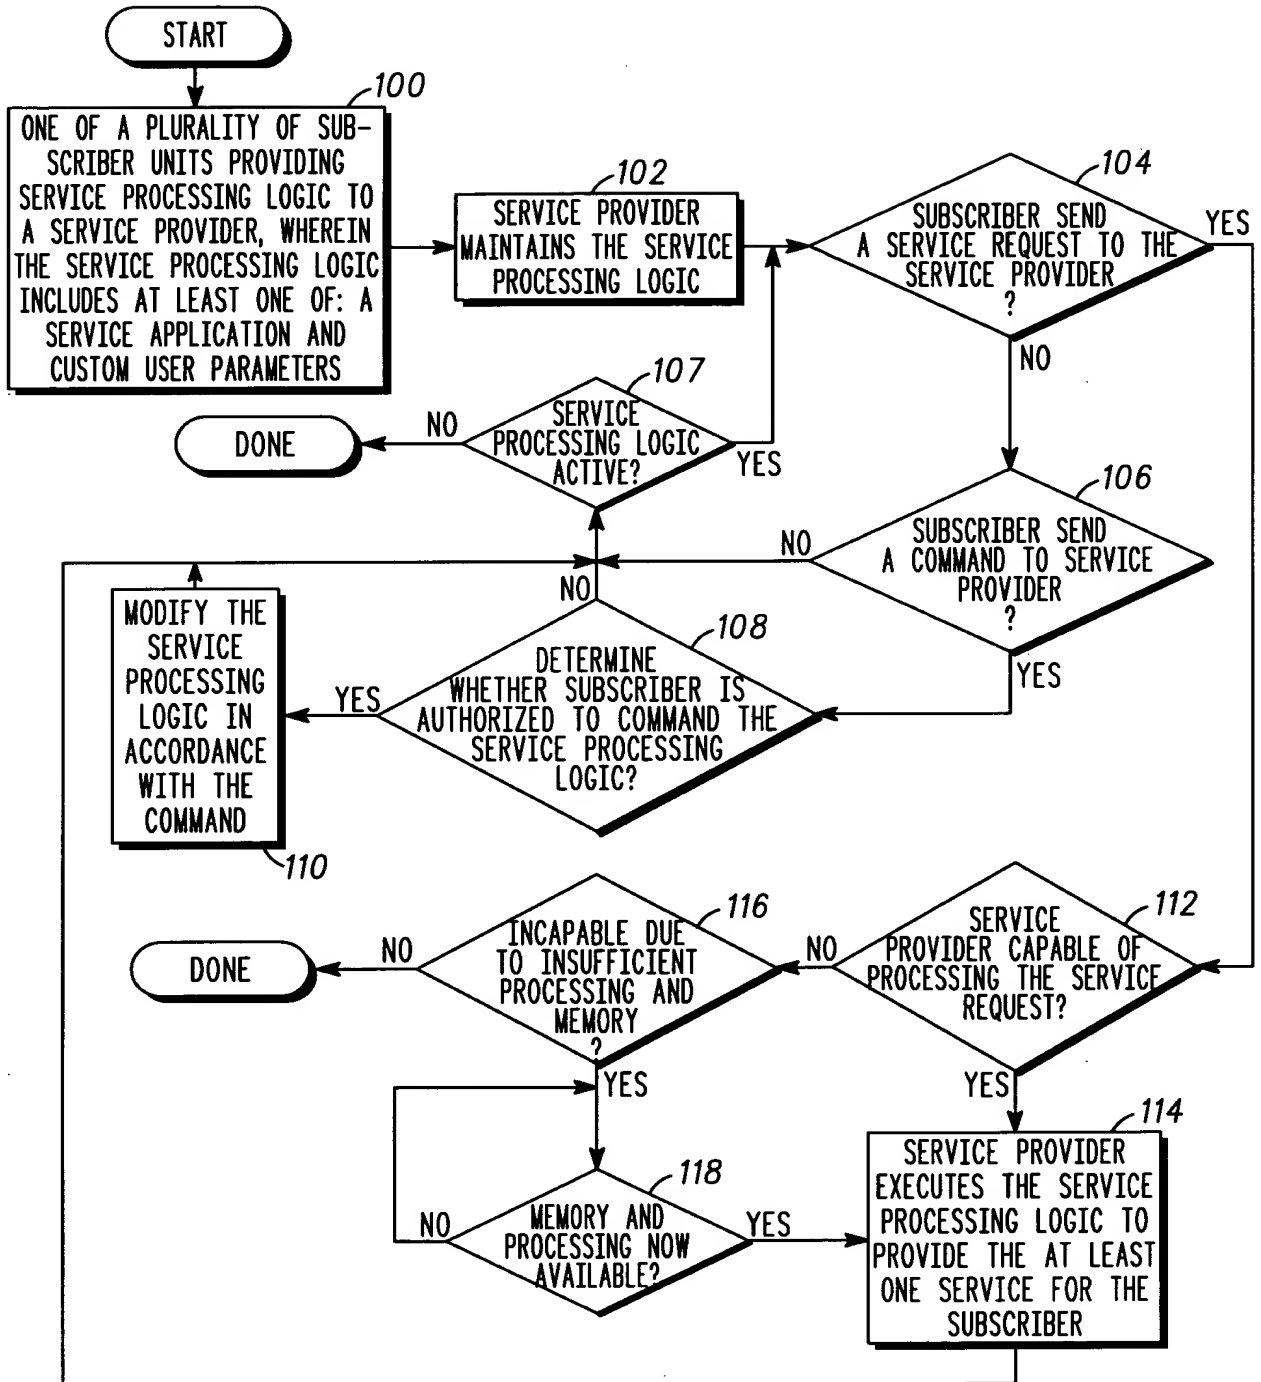 START
100
ONE OF A PLURALITY OF SUB-
SCRIBER UNITS PROVIDING
SERVICE PROCESSING LOGIC TO
A SERVICE PROVIDER, WHEREIN
THE SERVICE PROCESSING LOGIC
INCLUDES AT LEAST ONE OF: A
SERVICE APPLICATION AND
CUSTOM USER PARAMETERS
102
SERVICE PROVIDER
MAINTAINS THE SERVICE
PROCESSING LOGIC
104
SUBSCRIBER SEND
A SERVICE REQUEST TO THE
SERVICE PROVIDER
?
YES
NO
107
SERVICE
PROCESSING LOGIC
ACTIVE?
NO
YES
DONE
106
SUBSCRIBER SEND
A COMMAND TO SERVICE
PROVIDER
?
NO
YES
108
DETERMINE
WHETHER SUBSCRIBER IS
AUTHORIZED TO COMMAND THE
SERVICE PROCESSING
LOGIC?
NO
YES
MODIFY THE
SERVICE
PROCESSING
LOGIC IN
ACCORDANCE
WITH THE
COMMAND
110
112
SERVICE
PROVIDER CAPABLE OF
PROCESSING THE SERVICE
REQUEST?
NO
YES
116
INCAPABLE DUE
TO INSUFFICIENT
PROCESSING AND
MEMORY
?
NO
YES
DONE
118
MEMORY AND
PROCESSING NOW
AVAILABLE?
NO
YES
114
SERVICE PROVIDER
EXECUTES THE SERVICE
PROCESSING LOGIC TO
PROVIDE THE AT LEAST
ONE SERVICE FOR THE
SUBSCRIBER